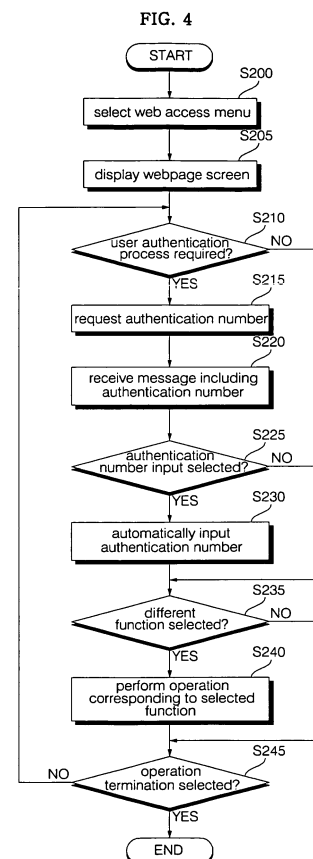 FIG. 4
START
S200
select web access menu
S205
display webpage screen
S210
user authentication
process required?
NO
YES
S215
request authentication number
S220
receive message including
authentication number
S225
authentication
number input selected?
NO
YES
S230
automatically input
authentication number
S235
different
function selected?
NO
YES
S240
perform operation
corresponding to selected
function
S245
operation
termination selected?
NO
YES
END